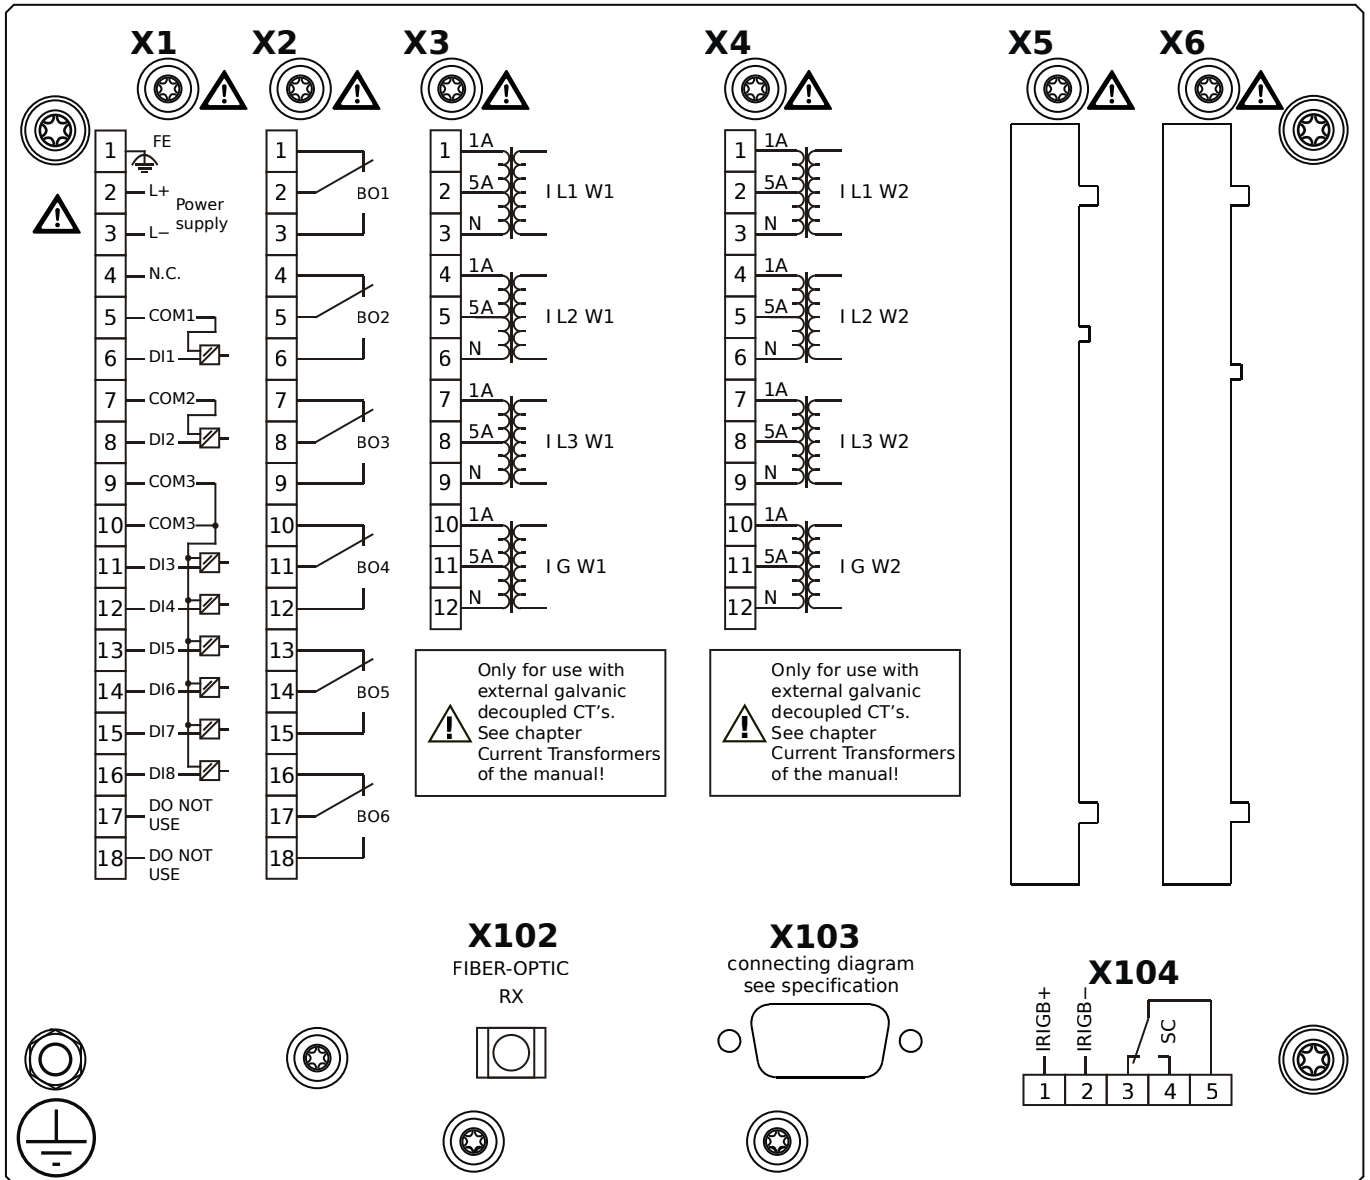 X1
X2
X3
X4
X5
X6
1
FE
2
L+
Power
supply
3
L−
4
N.C.
5
COM1
6
DI1
7
COM2
8
DI2
9
COM3
10
COM3
11
DI3
12
DI4
13
DI5
14
DI6
15
DI7
16
DI8
17
DO NOT
USE
18
DO NOT
USE
1
2
BO1
3
4
5
BO2
6
7
8
BO3
9
10
11
BO4
12
13
14
BO5
15
16
17
BO6
18
1
1A
2
5A
I L1 W1
3
N
4
1A
5
5A
I L2 W1
6
N
7
1A
8
5A
I L3 W1
9
N
10
1A
11
5A
I G W1
12
N
Only for use with
external galvanic
decoupled CT's.
See chapter
Current Transformers
of the manual!
1
1A
2
5A
I L1 W2
3
N
4
1A
5
5A
I L2 W2
6
N
7
1A
8
5A
I L3 W2
9
N
10
1A
11
5A
I G W2
12
N
Only for use with
external galvanic
decoupled CT's.
See chapter
Current Transformers
of the manual!
X102
FIBER-OPTIC
RX
X103
connecting diagram
see specification
X104
IRIGB+
IRIGB−
SC
1 2 3 4 5